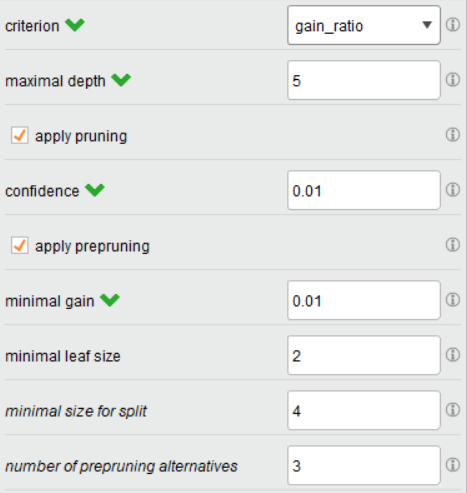 criterion gain_ratio
maximal depth 5
apply pruning
confidence 0.01
apply prepruning
minimal gain 0.01
minimal leaf size 2
minimal size for split 4
number of prepruning alternatives 3